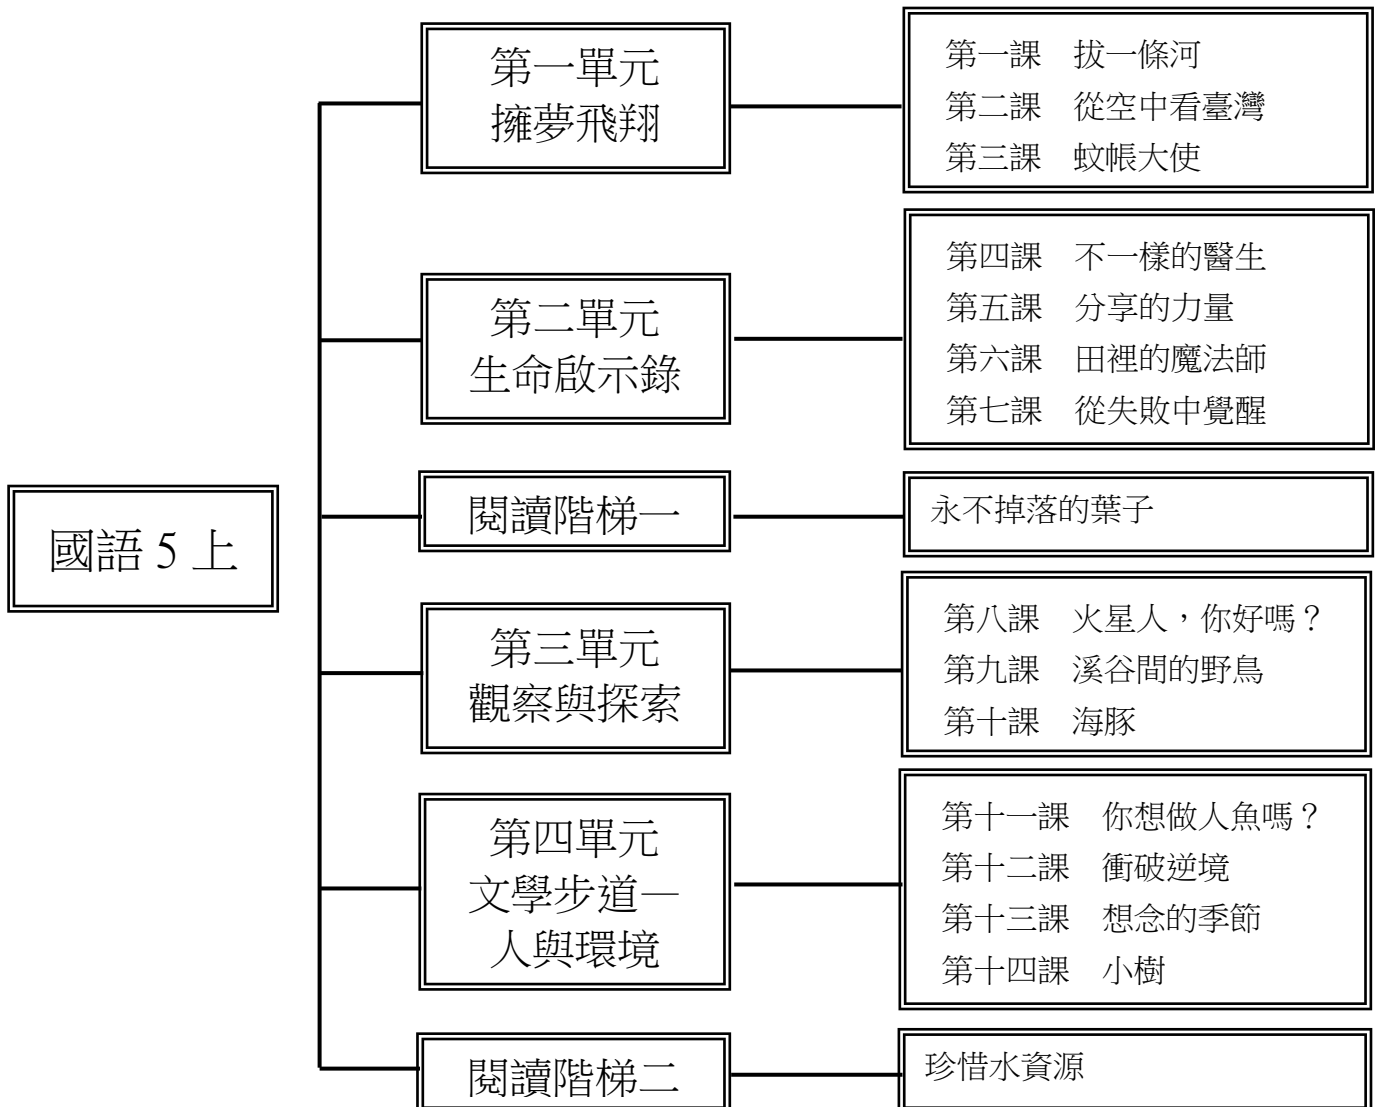 國語 5 上
第一單元
擁夢飛翔
第一課　拔一條河
第二課　從空中看臺灣
第三課　蚊帳大使
第二單元
生命啟示錄
第四課　不一樣的醫生
第五課　分享的力量
第六課　田裡的魔法師
第七課　從失敗中覺醒
閱讀階梯一
永不掉落的葉子
第三單元
觀察與探索
第八課　火星人，你好嗎？
第九課　溪谷間的野鳥
第十課　海豚
第四單元
文學步道—
人與環境
第十一課　你想做人魚嗎？
第十二課　衝破逆境
第十三課　想念的季節
第十四課　小樹
閱讀階梯二
珍惜水資源